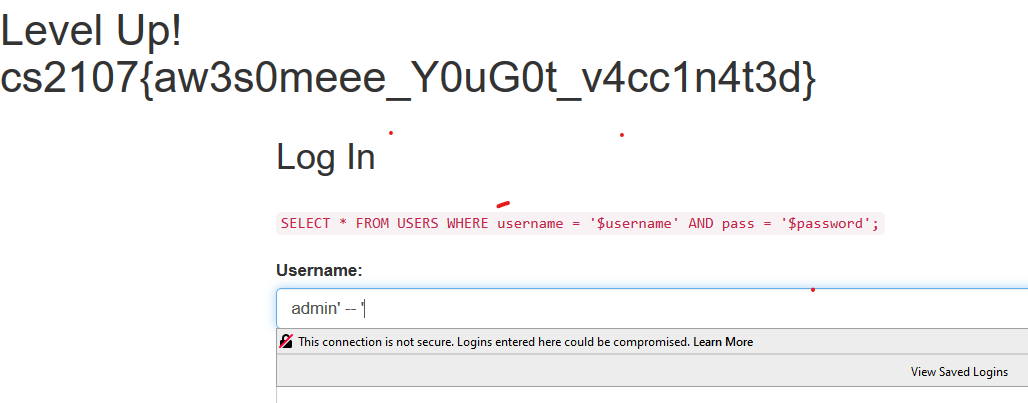 Level Up!
cs2107{aw3s0meee_Y0uG0t_v4cc1n4t3d}
Log In
SELECT * FROM USERS WHERE username = '$username' AND pass = '$password';
Username:
admin' -- '
This connection is not secure. Logins entered here could be compromised. Learn More
View Saved Logins